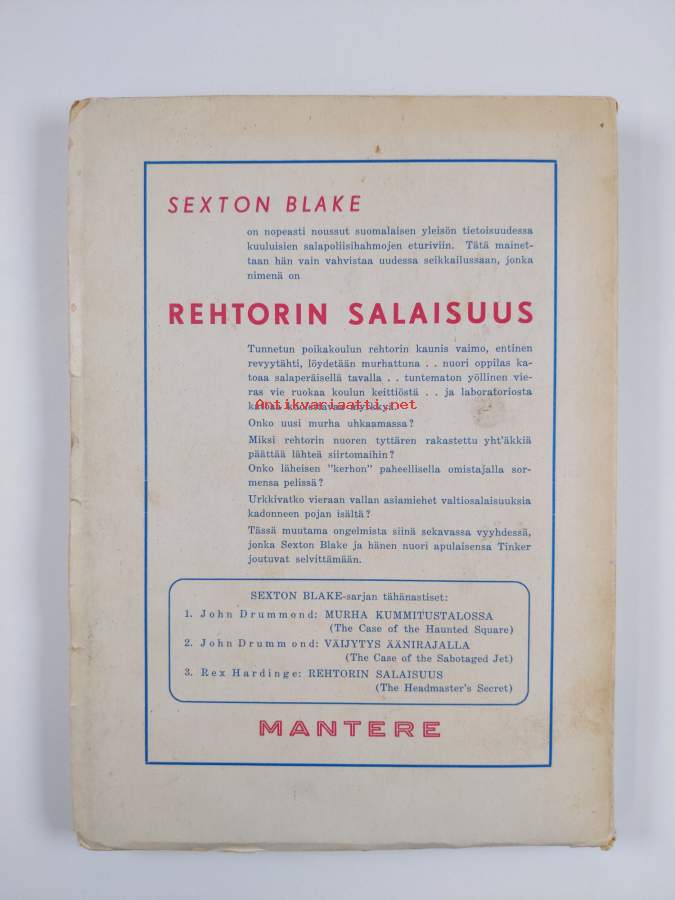 SEXTON BLAKE
on nopeasti noussut suomalaisen yleisön tietoisuudessa
kuuluisien salapoliisihahmojen eturiviin. Tätä mainet-
taan hän vain vahvistaa uudessa seikkailussaan, jonka
nimenä on
REHTORIN SALAISUUS
Tunnetun poikakoulun rehtorin kaunis vaimo, entinen
revyytähti, löydetään murhattuna . . nuori oppilas ka-
toaa salaperäisellä tavalla . . tuntematon yöllinen vie-
ras vie ruokaa koulun keittiöstä . . ja laboratoriosta
Antikvariaatti.net
Onko uusi murha uhkaamassa?
Miksi rehtorin nuoren tyttären rakastettu yht'äkkiä
päättää lähteä siirtomaihin?
Onko läheisen "kerhon" paheellisella omistajalla sor-
mensa pelissä?
Urkkivatko vieraan vallan asiamiehet valtiosalaisuuksia
kadonneen pojan isältä?
Tässä muutama ongelmista siinä sekavassa vyyhdessä,
jonka Sexton Blake ja hänen nuori apulaisensa Tinker
joutuvat selvittämään.
SEXTON BLAKE-sarjan tähänastiset:
1. John Drummond: MURHA KUMMITUSTALOSSA
(The Case of the Haunted Square)
2. John Drummond: VÄIJYTYS ÄÄNIRAJALLA
(The Case of the Sabotaged Jet)
3. Rex Hardinge: REHTORIN SALAISUUS
(The Headmaster's Secret)
MANTERE